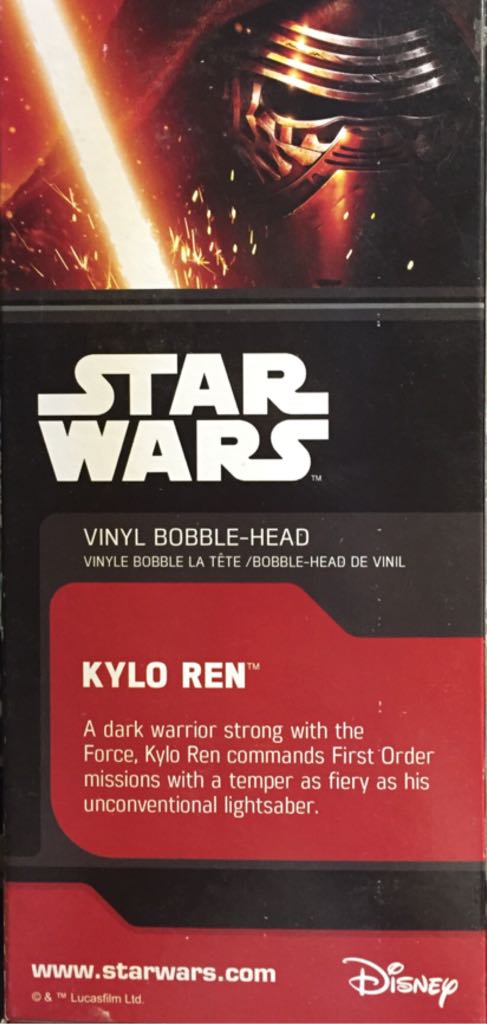 STAR
WARS™
VINYL BOBBLE-HEAD
VINYLE BOBBLE LA TÊTE /BOBBLE-HEAD DE VINIL
KYLO REN™
A dark warrior strong with the
Force, Kylo Ren commands First Order
missions with a temper as fiery as his
unconventional lightsaber.
www.starwars.com
© & ™ Lucasfilm Ltd.
Disney